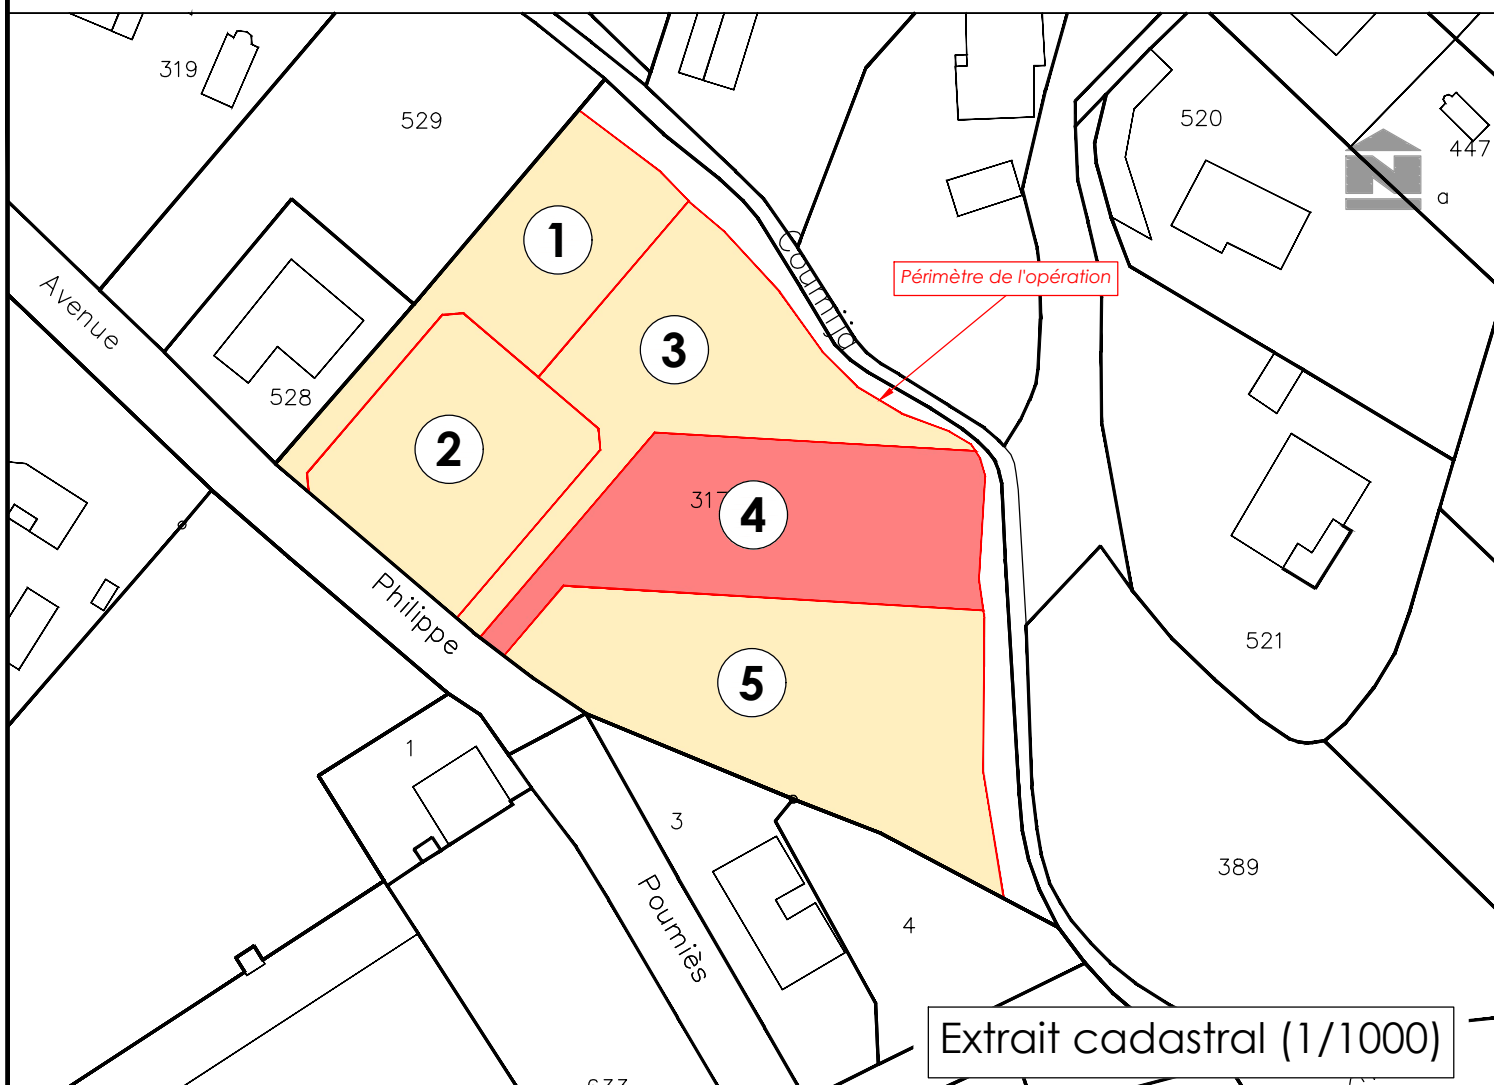 319
529
520
447
a
N
1
Courrijo
Périmètre de l'opération
Avenue
3
528
2
317
4
Philippe
521
5
1
3
389
Poumiès
4
Extrait cadastral (1/1000)